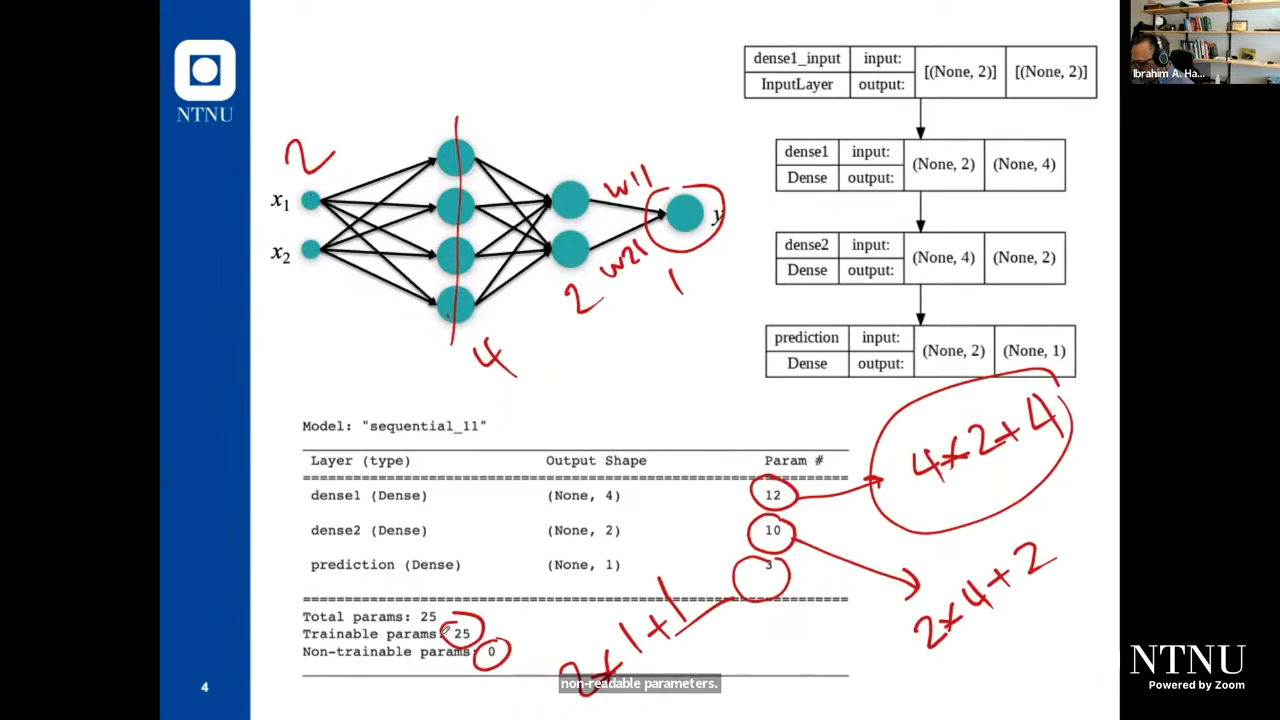 NTNU
2
x1
x2
4
w11
w21
2
y
1
dense1_input input: [(None, 2)] [(None, 2)]
InputLayer output:
dense1 input: (None, 2) (None, 4)
Dense output:
dense2 input: (None, 4) (None, 2)
Dense output:
prediction input: (None, 2) (None, 1)
Dense output:
Model: "sequential_11"
Layer (type) Output Shape Param #
dense1 (Dense) (None, 4) 12
dense2 (Dense) (None, 2) 10
prediction (Dense) (None, 1) 3
Total params: 25
Trainable params: 25
Non-trainable params: 0
4*2+4
2*4+2
2*1+1
non-readable parameters.
4
Ibrahim A. Ha...
NTNU
Powered by Zoom